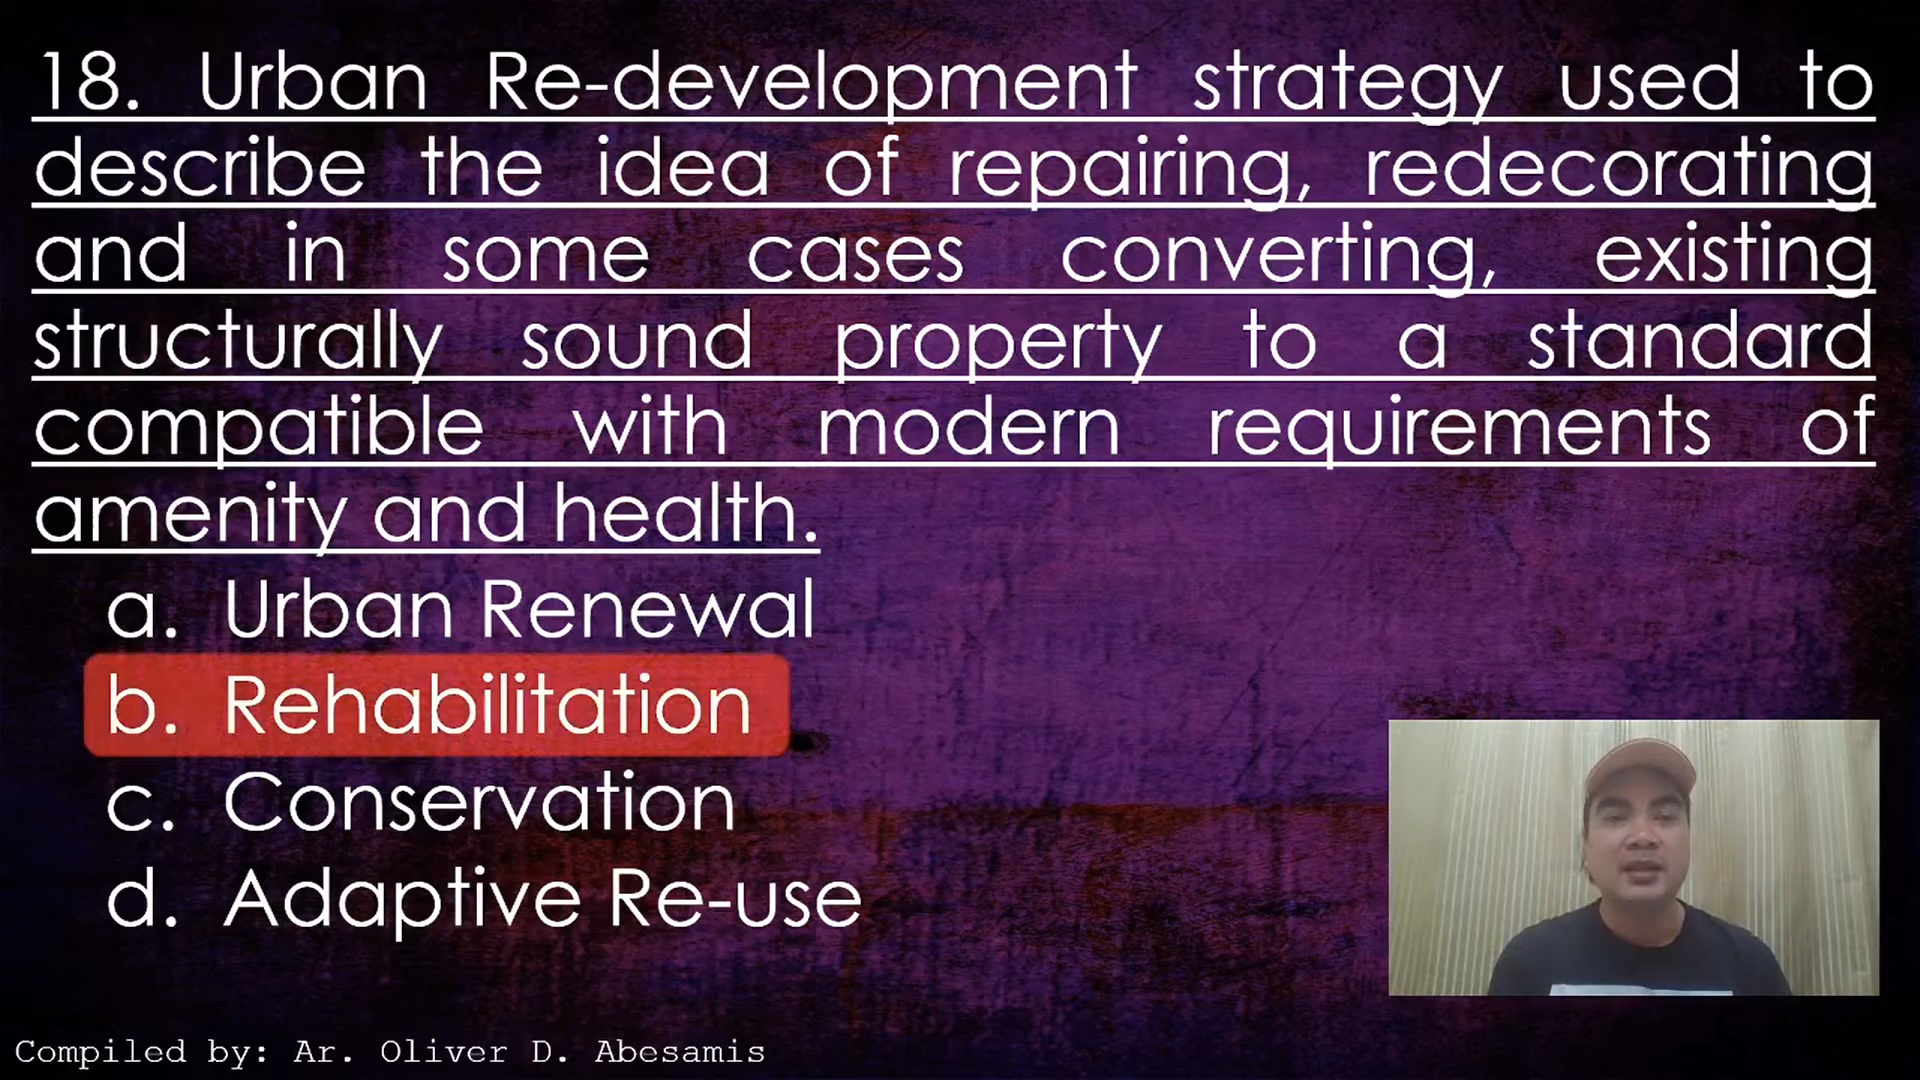 18. Urban Re-development strategy used to
describe the idea of repairing, redecorating
and in some cases converting, existing
structurally sound property to a standard
compatible with modern requirements of
amenity and health.
a. Urban Renewal
b. Rehabilitation
c. Conservation
d. Adaptive Re-use
Compiled by: Ar. Oliver D. Abesamis